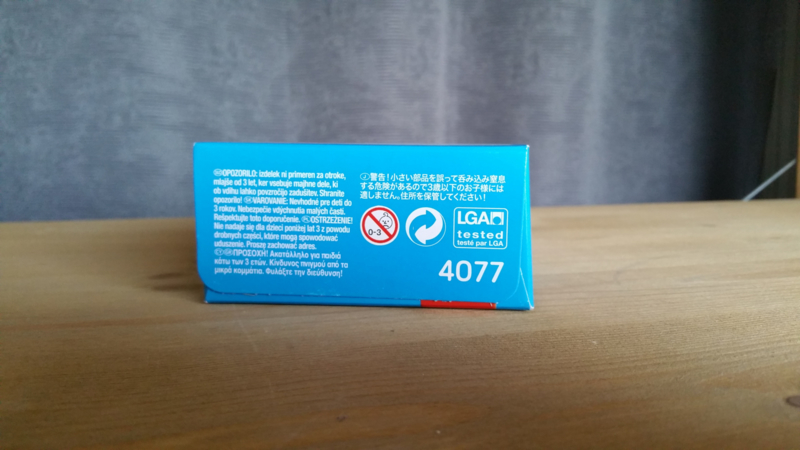 OPOZORILO: izdelek ni primeren za otroke,
mlajše od 3 let, ker vsebuje majhne dele, ki
ob vdihu lahko povzročijo zadušitev. Shranite
opozorilo! VAROVANIE: Nevhodné pre deti do
3 rokov. Nebezpečie vdýchnutia malých častí.
Rešpektujte toto doporučenie. OSTRZEŻENIE!
Nie nadaje się dla dzieci poniżej lat 3 z powodu
drobnych części, które mogą spowodować
uduszenie. Proszę zachować adres.
ΠΡΟΣΟΧΗ! Ακατάλληλο για παιδιά
κάτω των 3 ετών. Κίνδυνος πνιγμού από τα
μικρά κομμάτια. Φυλάξτε την διεύθυνση!
警告!小さい部品を誤って呑み込み窒息
する危険があるので3歳以下のお子様には
適しません。住所を保管してください!
0-3
LGA
tested
testé par LGA
4077